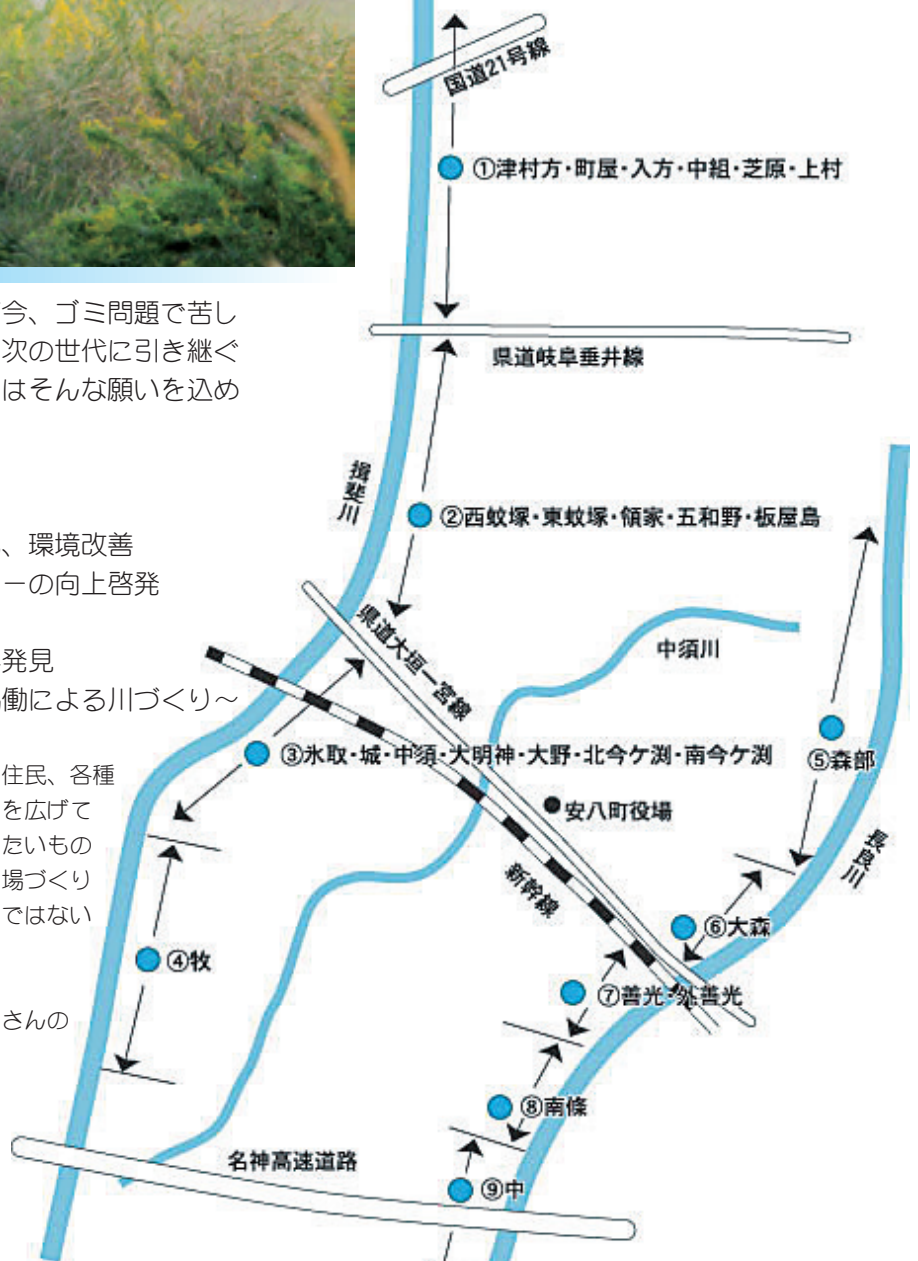 今、ゴミ問題で苦し
次の世代に引き継ぐ
はそんな願いを込め
、環境改善
ーの向上啓発
発見
働による川づくり～
住民、各種
を広げて
たいもの
場づくり
ではない
さんの
国道21号線
①津村方・町屋・入方・中組・芝原・上村
県道岐阜垂井線
揖斐川
②西蚊塚・東蚊塚・領家・五和野・板屋島
県道大垣一宮線
中須川
③氷取・城・中須・大明神・大野・北今ケ渕・南今ケ渕
⑤森部
安八町役場
長良川
新幹線
⑥大森
④牧
⑦善光・外善光
⑧南條
名神高速道路
⑨中